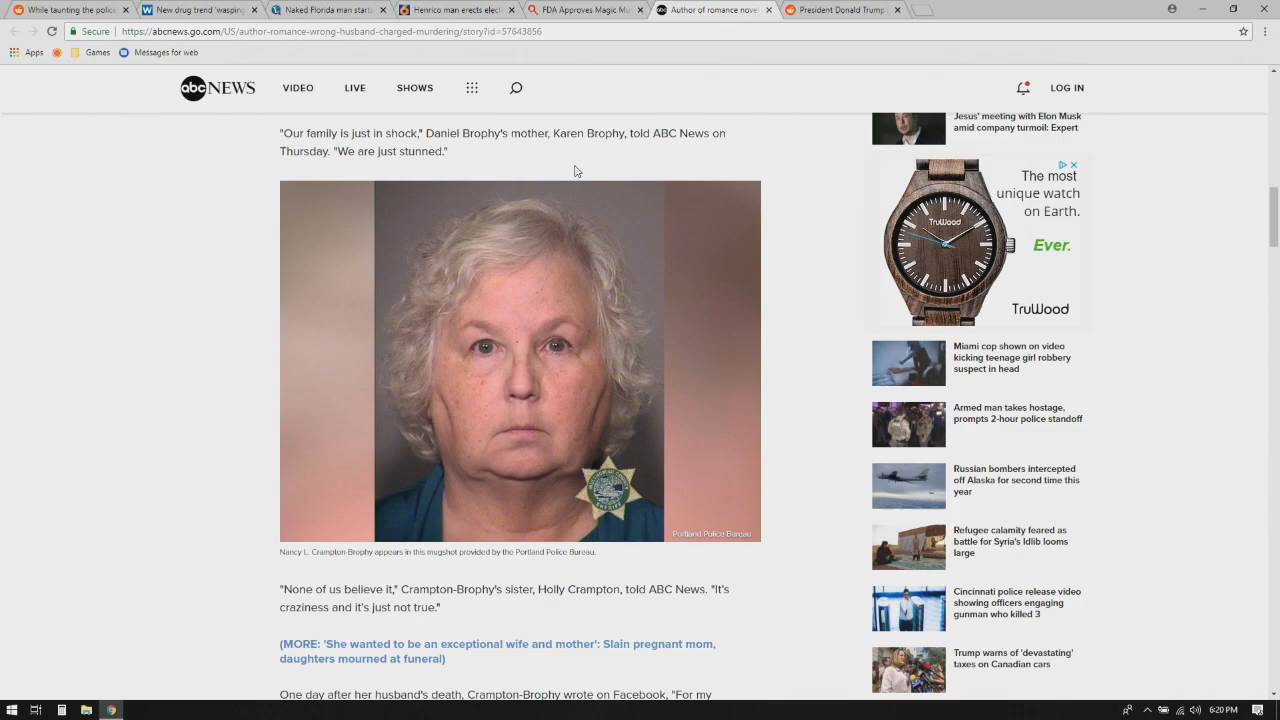 While taunting the polic
New drug trend 'wasping
Naked Florida man startu
Henrico man erects elect
FDA Approves Magic Mu
Author of romance novel
President Donald Trump'
Secure
https://abcnews.go.com/US/author-romance-wrong-husband-charged-murdering/story?id=57643856
Apps
Games
Messages for web
abc NEWS
VIDEO
LIVE
SHOWS
LOG IN
"Our family is just in shock," Daniel Brophy's mother, Karen Brophy, told ABC News on
Thursday. "We are just stunned."
Portland Police Bureau
Nancy L. Crampton-Brophy appears in this mugshot provided by the Portland Police Bureau.
"None of us believe it," Crampton-Brophy's sister, Holly Crampton, told ABC News. "It's
craziness and it's just not true."
(MORE: 'She wanted to be an exceptional wife and mother': Slain pregnant mom,
daughters mourned at funeral)
One day after her husband's death, Crampton-Brophy wrote on Facebook, "For my
Jesus' meeting with Elon Musk
amid company turmoil: Expert
The most
unique watch
on Earth.
Ever.
TruWood
TruWood
Miami cop shown on video
kicking teenage girl robbery
suspect in head
Armed man takes hostage,
prompts 2-hour police standoff
Russian bombers intercepted
off Alaska for second time this
year
Refugee calamity feared as
battle for Syria's Idlib looms
large
Cincinnati police release video
showing officers engaging
gunman who killed 3
Trump warns of 'devastating'
taxes on Canadian cars
6:20 PM